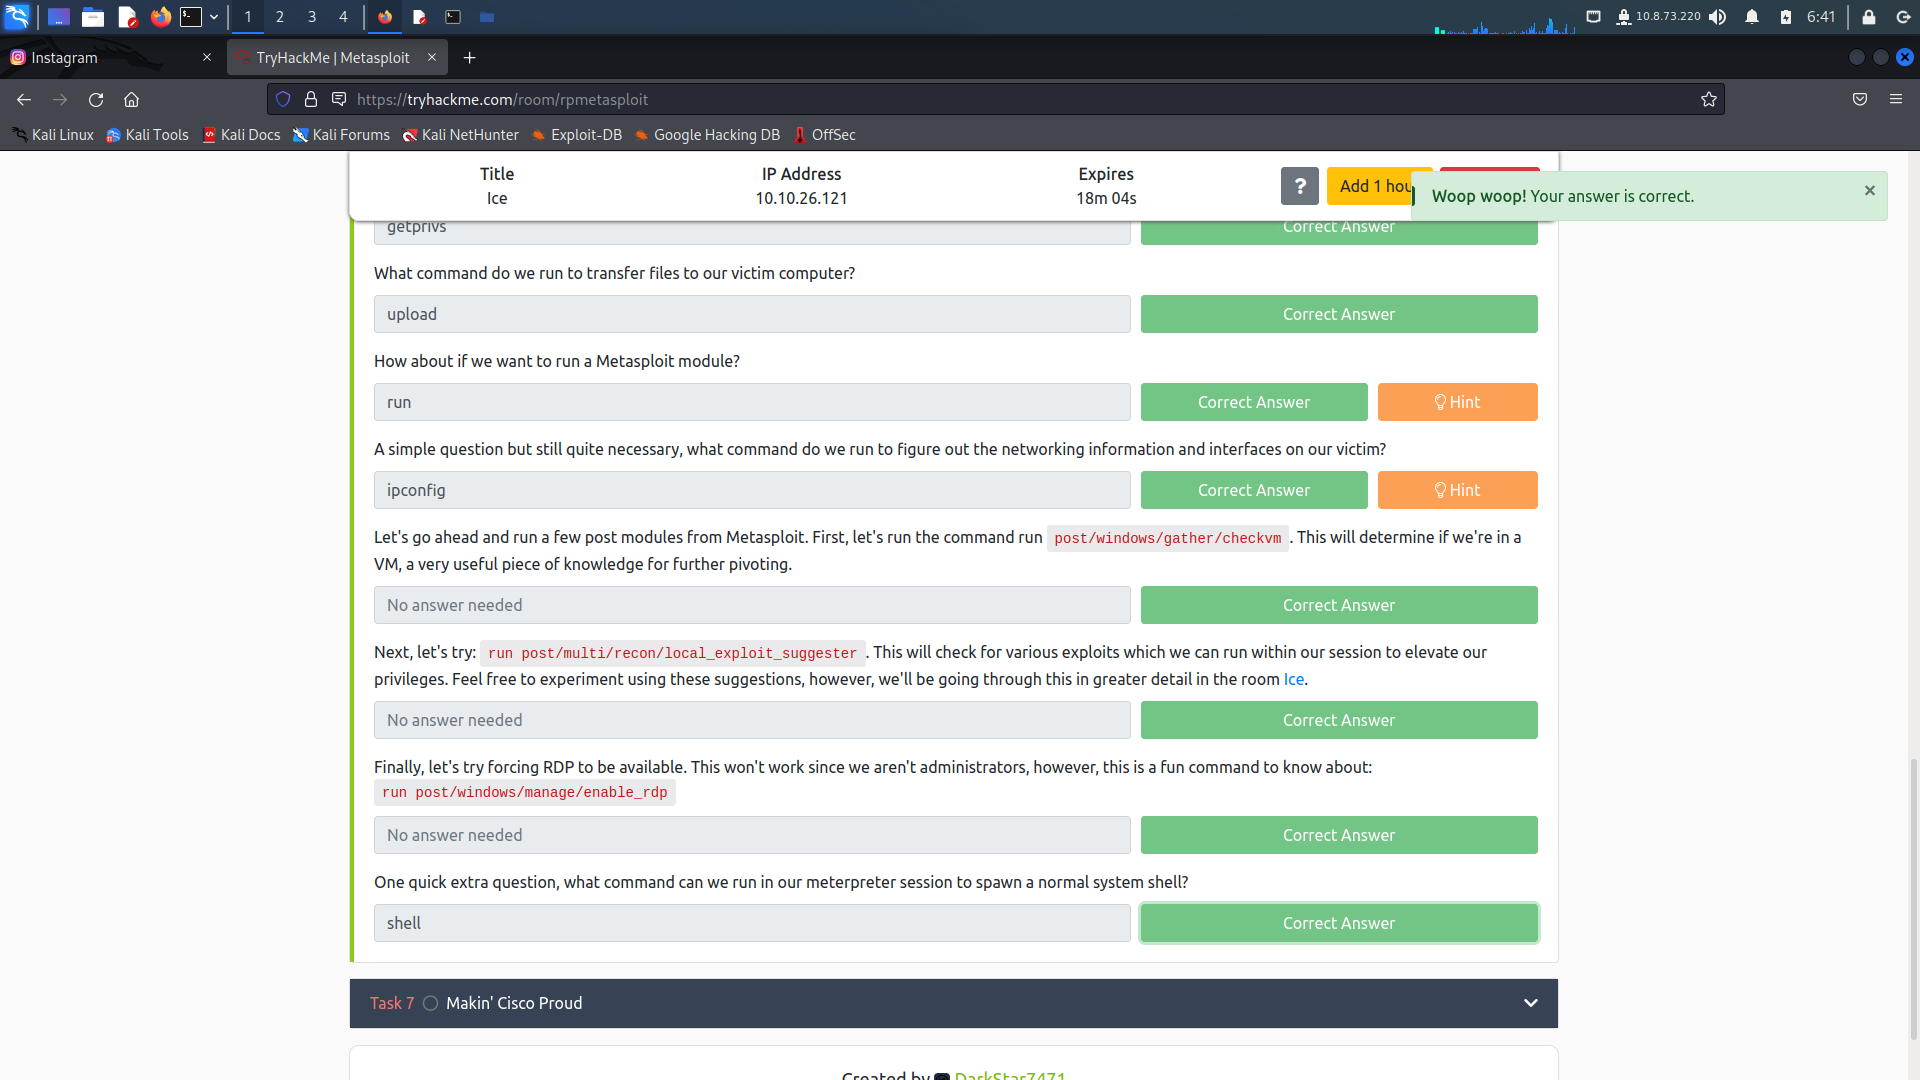 1 2 3 4 10.8.73.220 6:41
Instagram
TryHackMe | Metasploit
https://tryhackme.com/room/rpmetasploit
Kali Linux Kali Tools Kali Docs Kali Forums Kali NetHunter Exploit-DB Google Hacking DB OffSec
Title IP Address Expires
Ice 10.10.26.121 18m 04s
? Add 1 hou
Woop woop! Your answer is correct. ×
getprivs Correct Answer
What command do we run to transfer files to our victim computer?
upload Correct Answer
How about if we want to run a Metasploit module?
run Correct Answer Hint
A simple question but still quite necessary, what command do we run to figure out the networking information and interfaces on our victim?
ipconfig Correct Answer Hint
Let's go ahead and run a few post modules from Metasploit. First, let's run the command run post/windows/gather/checkvm . This will determine if we're in a
VM, a very useful piece of knowledge for further pivoting.
No answer needed Correct Answer
Next, let's try: run post/multi/recon/local_exploit_suggester . This will check for various exploits which we can run within our session to elevate our
privileges. Feel free to experiment using these suggestions, however, we'll be going through this in greater detail in the room Ice.
No answer needed Correct Answer
Finally, let's try forcing RDP to be available. This won't work since we aren't administrators, however, this is a fun command to know about:
run post/windows/manage/enable_rdp
No answer needed Correct Answer
One quick extra question, what command can we run in our meterpreter session to spawn a normal system shell?
shell Correct Answer
Task 7 Makin' Cisco Proud
Created by DarkStar7471